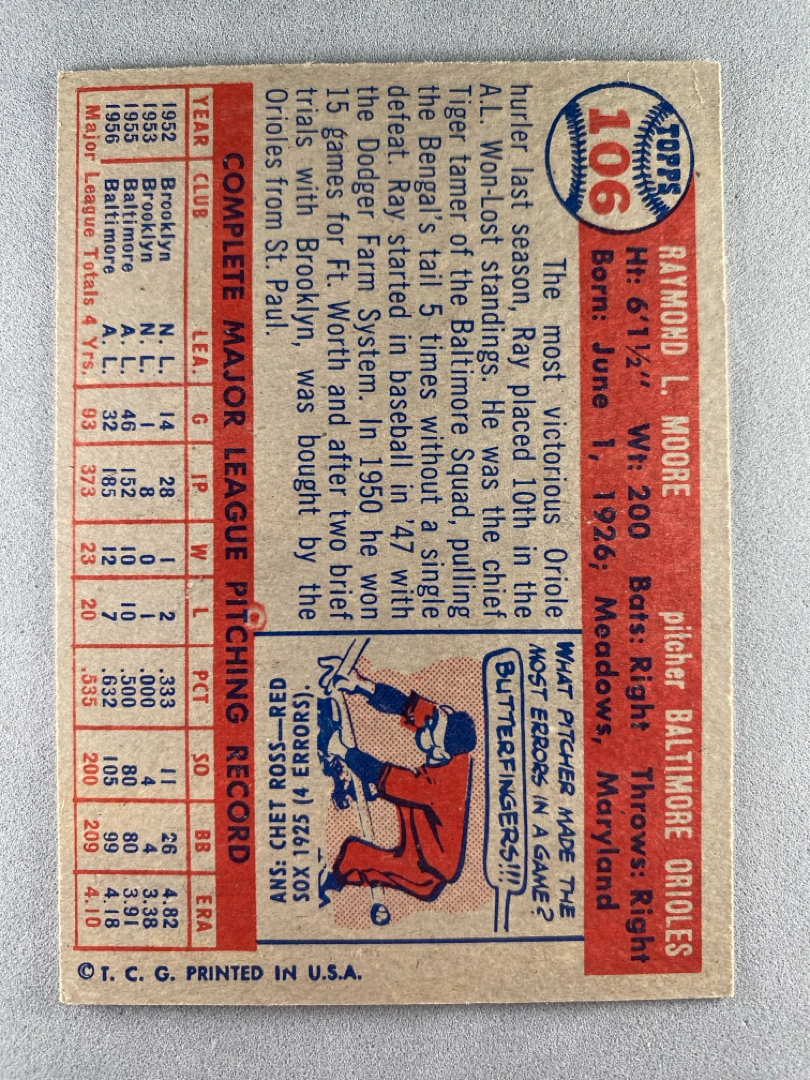 TOPPS
106
RAYMOND L. MOORE pitcher BALTIMORE ORIOLES
Ht: 6'1½" Wt: 200 Bats: Right Throws: Right
Born: June 1, 1926; Meadows, Maryland
The most victorious Oriole
hurler last season, Ray placed 10th in the
A.L. Won-Lost standings. He was the chief
Tiger tamer of the Baltimore Squad, pulling
the Bengal's tail 5 times without a single
defeat. Ray started in baseball in '47 with
the Dodger Farm System. In 1950 he won
15 games for Ft. Worth and after two brief
trials with Brooklyn, was bought by the
Orioles from St. Paul.
WHAT PITCHER MADE THE
MOST ERRORS IN A GAME?
BUTTERFINGERS!!!
ANS: CHET ROSS—RED
SOX 1925 (4 ERRORS).
COMPLETE MAJOR LEAGUE PITCHING RECORD
YEAR CLUB LEA. G IP W L PCT SO BB ERA
1952 Brooklyn N. L. 14 28 1 2 .333 11 26 4.82
1953 Brooklyn N. L. 1 8 0 1 .000 4 4 3.38
1955 Baltimore A. L. 46 152 10 10 .500 80 80 3.91
1956 Baltimore A. L. 32 185 12 7 .632 105 99 4.18
Major League Totals 4 Yrs. 93 373 23 20 .535 200 209 4.10
© T. C. G. PRINTED IN U.S.A.